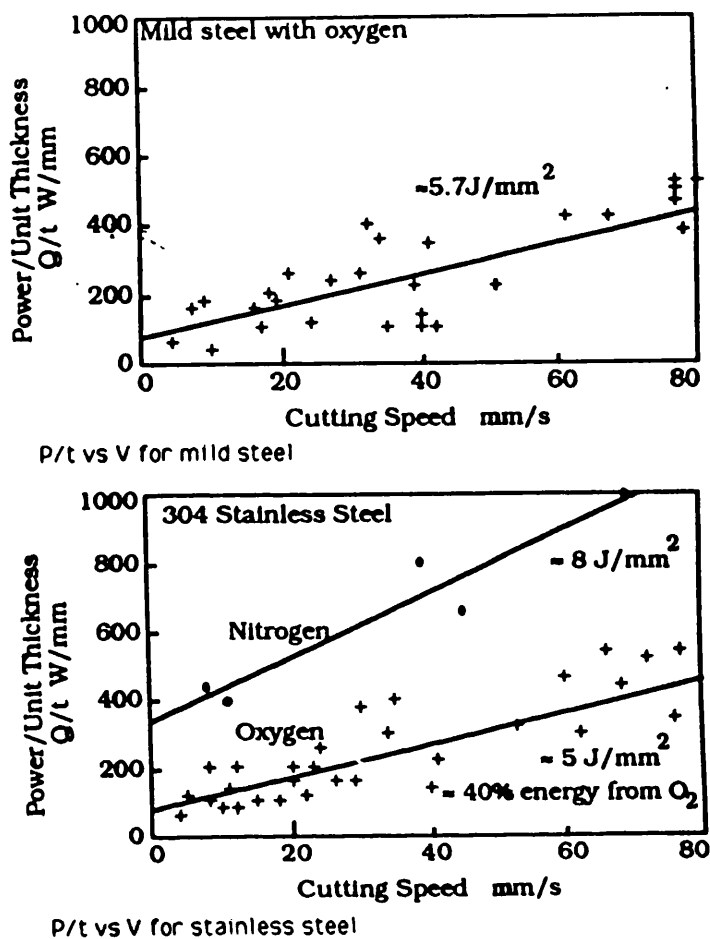 Mild steel with oxygen
1000
800
600
400
200
0
Power/Unit Thickness
Q/t W/mm
≈5.7J/mm²
0 20 40 60 80
Cutting Speed mm/s
P/t vs V for mild steel
304 Stainless Steel
1000
800
600
400
200
0
Power/Unit Thickness
Q/t W/mm
≈ 8 J/mm²
Nitrogen
Oxygen
≈ 5 J/mm²
≈ 40% energy from O₂
0 20 40 60 80
Cutting Speed mm/s
P/t vs V for stainless steel